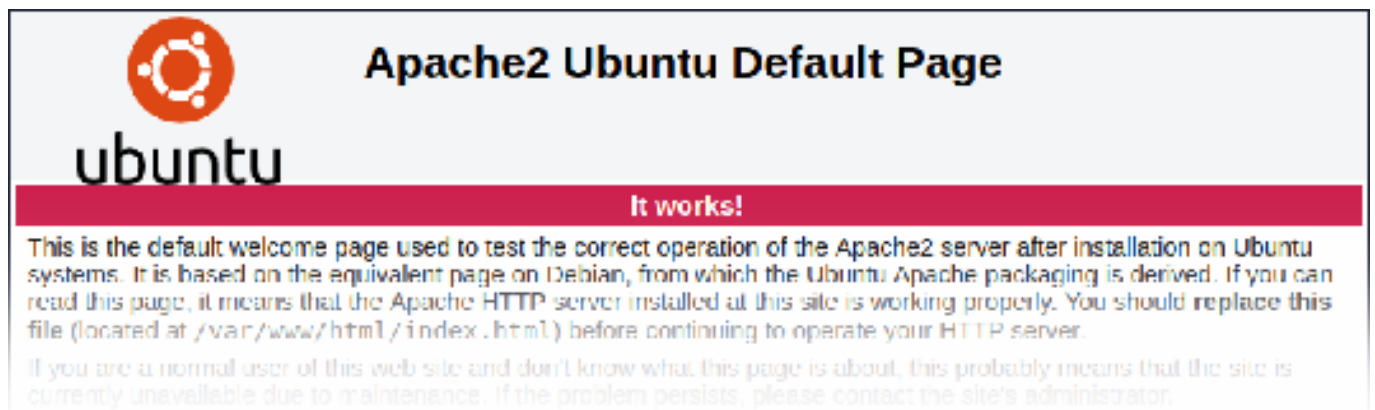 Apache2 Ubuntu Default Page
ubuntu
It works!
This is the default welcome page used to test the correct operation of the Apache2 server after installation on Ubuntu
systems. It is based on the equivalent page on Debian, from which the Ubuntu Apache packaging is derived. If you can
read this page, it means that the Apache HTTP server installed at this site is working properly. You should replace this
file (located at /var/www/html/index.html) before continuing to operate your HTTP server.
If you are a normal user of this web site and don't know what this page is about, this probably means that the site is
currently unavailable due to maintenance. If the problem persists, please contact the site's administrator.